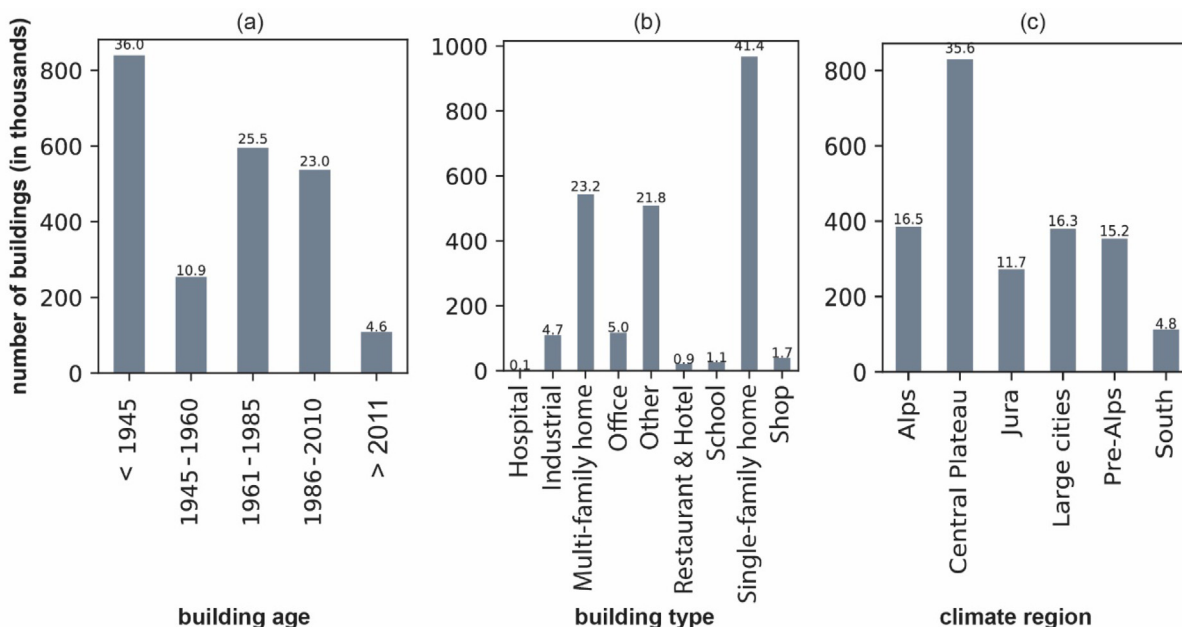 (a)
(b)
(c)
number of buildings (in thousands)
800
600
400
200
0
36.0
10.9
25.5
23.0
4.6
< 1945
1945-1960
1961-1985
1986-2010
> 2011
building age
1000
800
600
400
200
0
0.1
4.7
23.2
5.0
21.8
0.9
1.1
41.4
1.7
Hospital
Industrial
Multi-family home
Office
Other
Restaurant & Hotel
School
Single-family home
Shop
building type
800
600
400
200
0
16.5
35.6
11.7
16.3
15.2
4.8
Alps
Central Plateau
Jura
Large cities
Pre-Alps
South
climate region